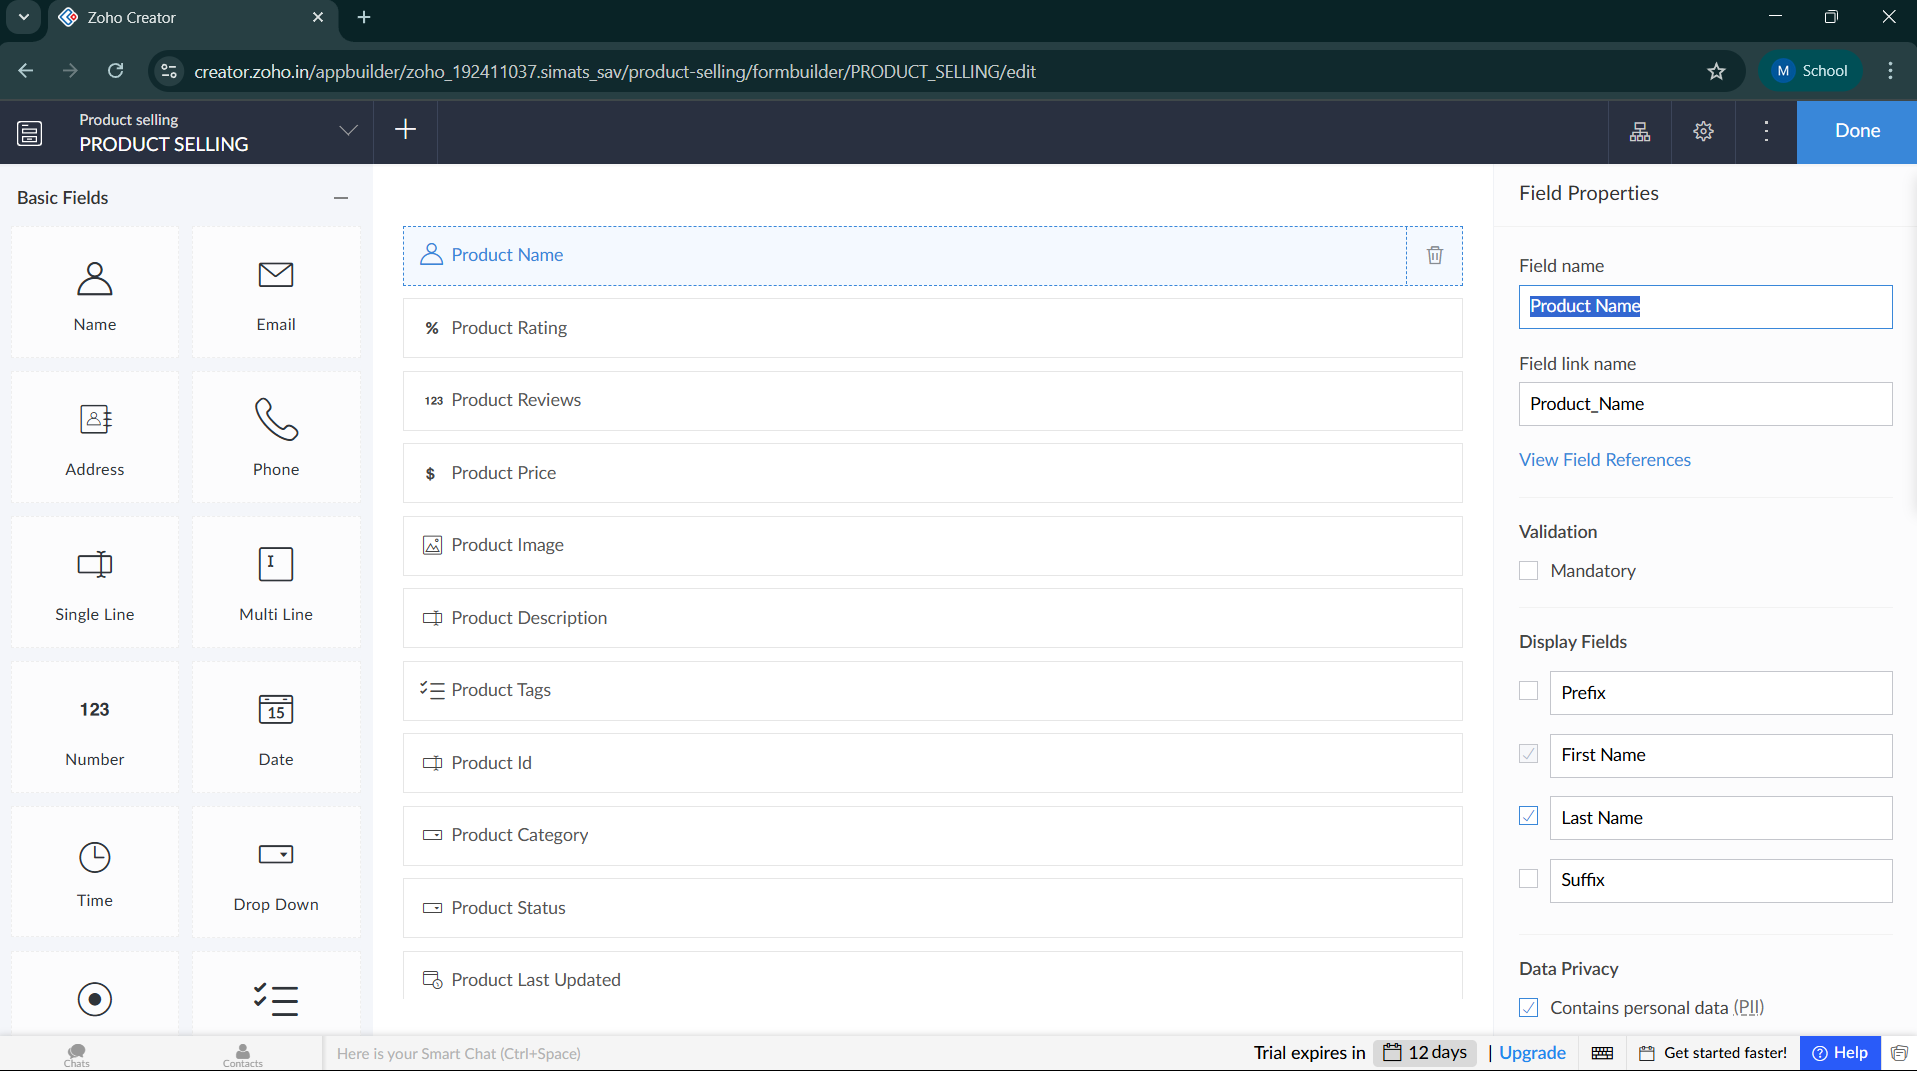 Zoho Creator
creator.zoho.in/appbuilder/zoho_192411037.simats_sav/product-selling/formbuilder/PRODUCT_SELLING/edit
M School
Product selling
PRODUCT SELLING
Done
Basic Fields
Name
Email
Address
Phone
Single Line
Multi Line
123
Number
15
Date
Time
Drop Down
Product Name
% Product Rating
123 Product Reviews
$ Product Price
Product Image
Product Description
Product Tags
Product Id
Product Category
Product Status
Product Last Updated
Field Properties
Field name
Product Name
Field link name
Product_Name
View Field References
Validation
Mandatory
Display Fields
Prefix
First Name
Last Name
Suffix
Data Privacy
Contains personal data (PII)
Chats
Contacts
Here is your Smart Chat (Ctrl+Space)
Trial expires in 12 days | Upgrade
Get started faster!
? Help